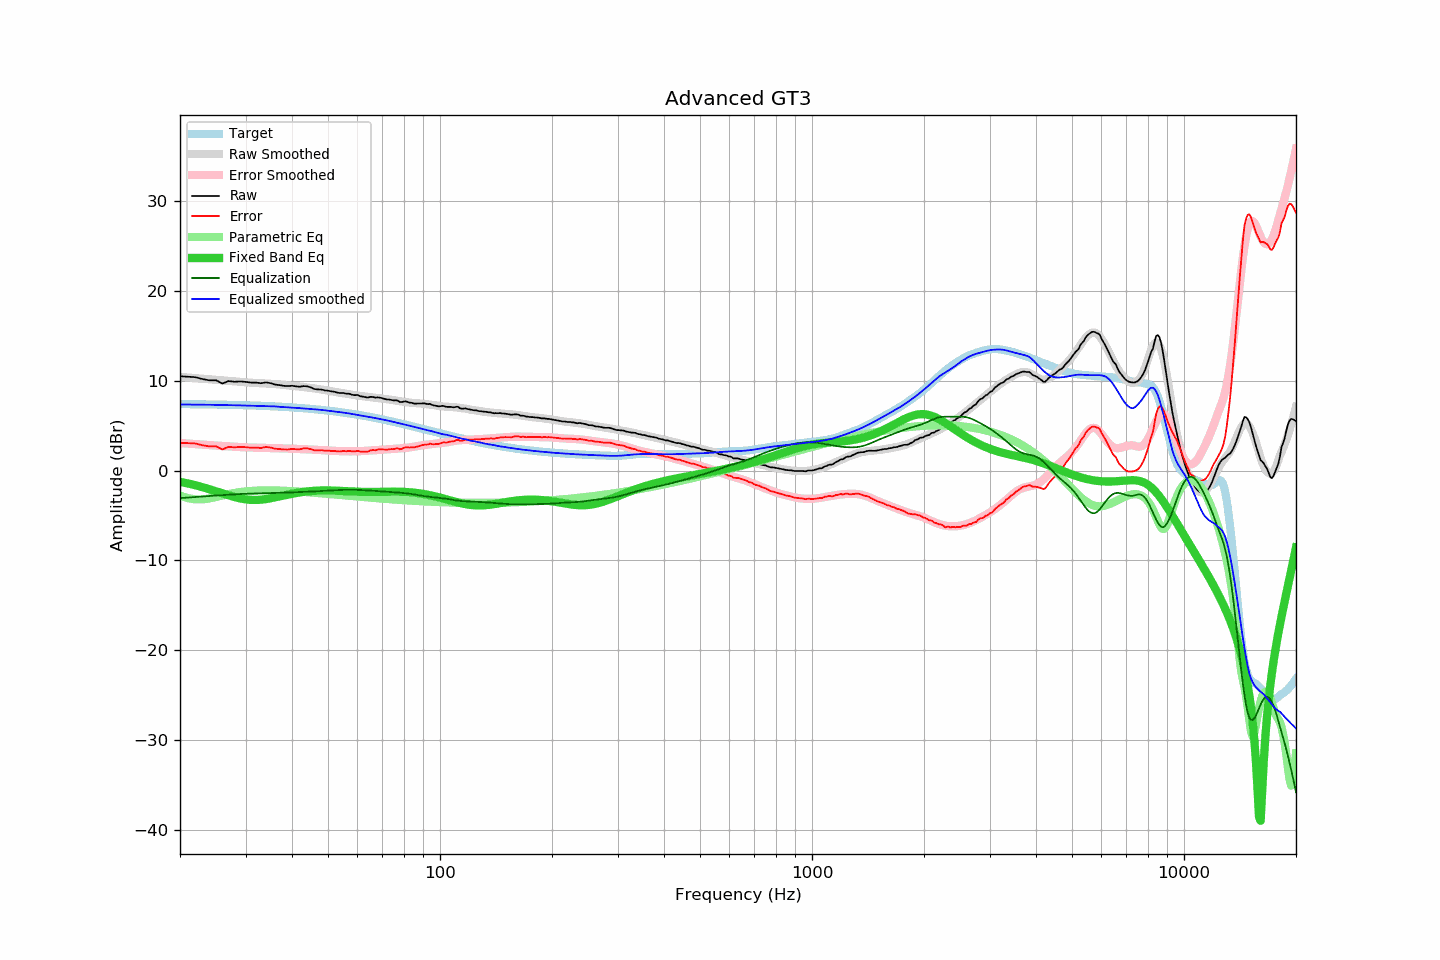 Advanced GT3
Target
Raw Smoothed
Error Smoothed
Raw
Error
Parametric Eq
Fixed Band Eq
Equalization
Equalized smoothed
30
20
10
0
−10
−20
−30
−40
Amplitude (dBr)
100 1000 10000
Frequency (Hz)